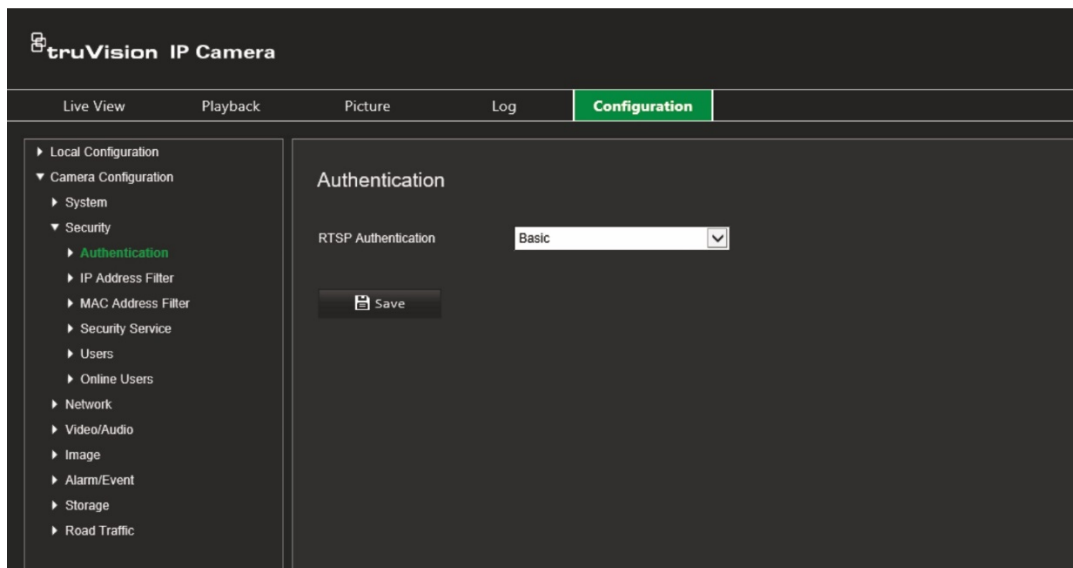 truVision IP Camera
Live View Playback Picture Log Configuration
Local Configuration
Camera Configuration
System
Security
Authentication
IP Address Filter
MAC Address Filter
Security Service
Users
Online Users
Network
Video/Audio
Image
Alarm/Event
Storage
Road Traffic
Authentication
RTSP Authentication Basic
Save